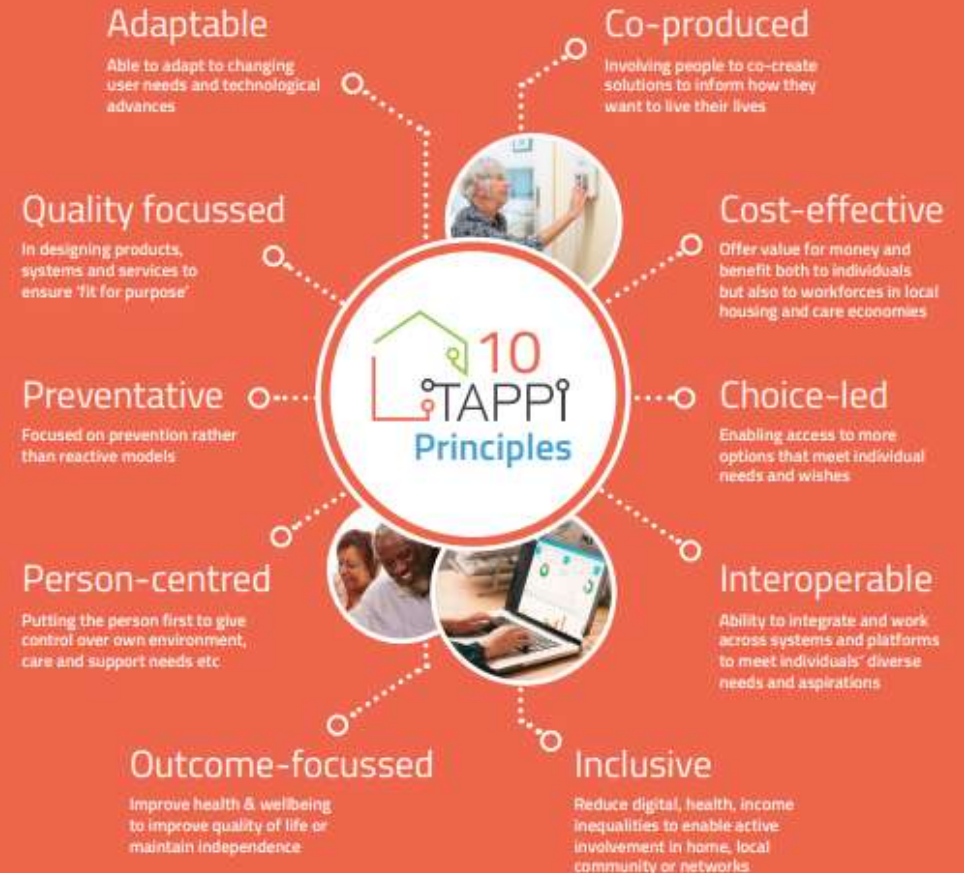 Adaptable
Able to adapt to changing
user needs and technological
advances
Co-produced
Involving people to co-create
solutions to inform how they
want to live their lives
Quality focussed
In designing products,
systems and services to
ensure 'fit for purpose'
Cost-effective
Offer value for money and
benefit both to individuals
but also to workforces in local
housing and care economies
10
TAPPI
Principles
Preventative
Focused on prevention rather
than reactive models
Choice-led
Enabling access to more
options that meet individual
needs and wishes
Person-centred
Putting the person first to give
control over own environment,
care and support needs etc
Interoperable
Ability to integrate and work
across systems and platforms
to meet individuals' diverse
needs and aspirations
Outcome-focussed
Improve health & wellbeing
to improve quality of life or
maintain independence
Inclusive
Reduce digital, health, income
inequalities to enable active
involvement in home, local
community or networks